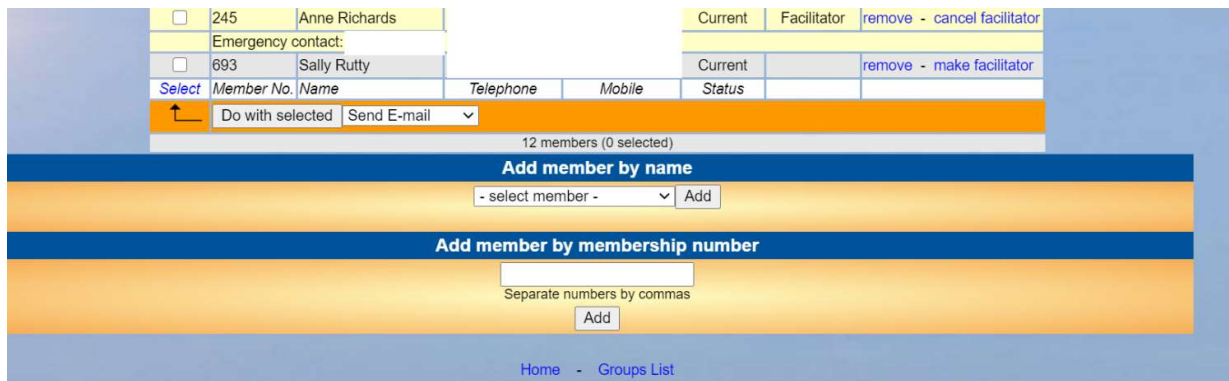 245 Anne Richards Current Facilitator remove - cancel facilitator
Emergency contact:
693 Sally Rutty Current remove - make facilitator
Select Member No. Name Telephone Mobile Status
Do with selected Send E-mail
12 members (0 selected)
Add member by name
- select member - Add
Add member by membership number
Separate numbers by commas
Add
Home - Groups List